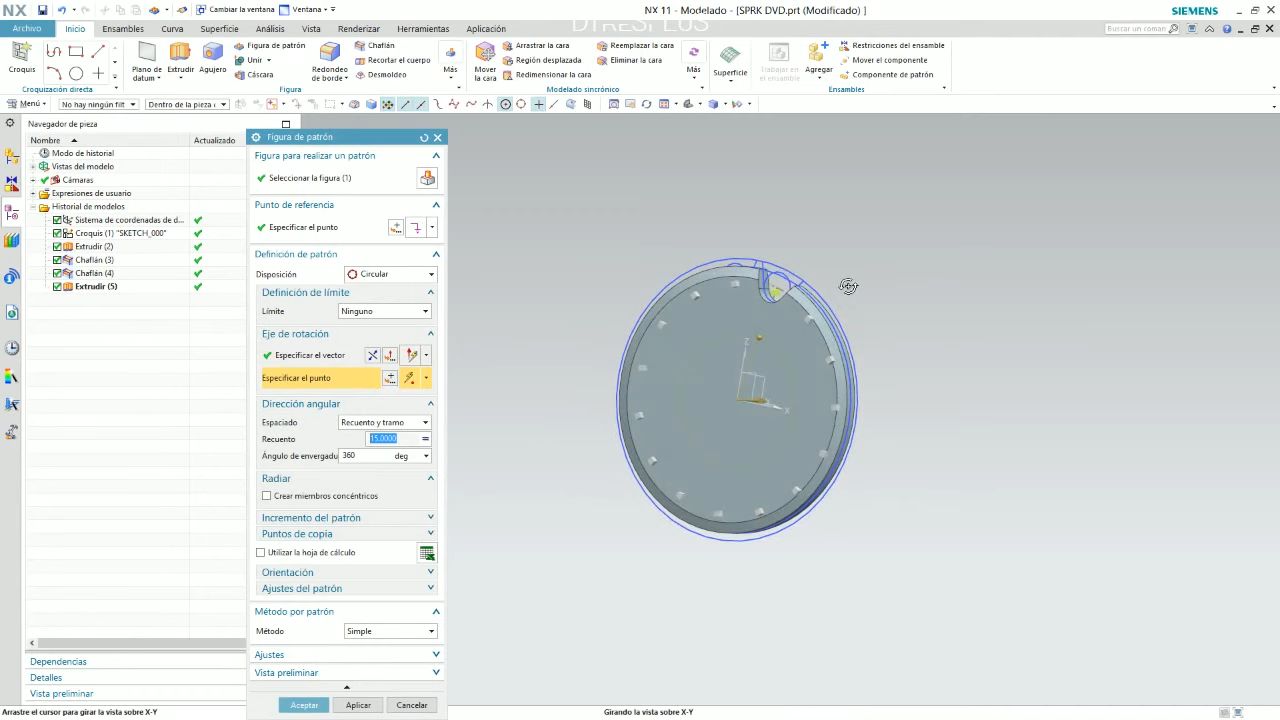 NX
Cambiar la ventana
Ventana
NX 11 - Modelado - [SPRK DVD.prt (Modificado) ]
SIEMENS
DTRESPLUS
Archivo
Inicio
Ensambles
Curva
Superficie
Análisis
Vista
Renderizar
Herramientas
Aplicación
Buscar un coman
Croquis
Croquización directa
Plano de datum
Extrudir
Agujero
Figura de patrón
Unir
Cáscara
Redondeo de borde
Chaflán
Recortar el cuerpo
Desmoldeo
Más
Figura
Mover la cara
Arrastrar la cara
Región desplazada
Redimensionar la cara
Reemplazar la cara
Eliminar la cara
Más
Modelado sincrónico
Superficie
Trabajar en el ensamble
Agregar
Restricciones del ensamble
Mover el componente
Componente de patrón
Ensambles
Menú
No hay ningún filt
Dentro de la pieza
Navegador de pieza
Nombre
Actualizado
Modo de historial
Vistas del modelo
Cámaras
Expresiones de usuario
Historial de modelos
Sistema de coordenadas de d...
Croquis (1) "SKETCH_000"
Extrudir (2)
Chaflán (3)
Chaflán (4)
Extrudir (5)
Dependencias
Detalles
Vista preliminar
Figura de patrón
Figura para realizar un patrón
Seleccionar la figura (1)
Punto de referencia
Especificar el punto
Definición de patrón
Disposición
Circular
Definición de límite
Límite
Ninguno
Eje de rotación
Especificar el vector
Especificar el punto
Dirección angular
Espaciado
Recuento y tramo
Recuento
15.0000
=
Ángulo de envergadu
360
deg
Radiar
Crear miembros concéntricos
Incremento del patrón
Puntos de copia
Utilizar la hoja de cálculo
Orientación
Ajustes del patrón
Método por patrón
Método
Simple
Ajustes
Vista preliminar
Aceptar
Aplicar
Cancelar
Z
X
Arrastre el cursor para girar la vista sobre X-Y
Girando la vista sobre X-Y